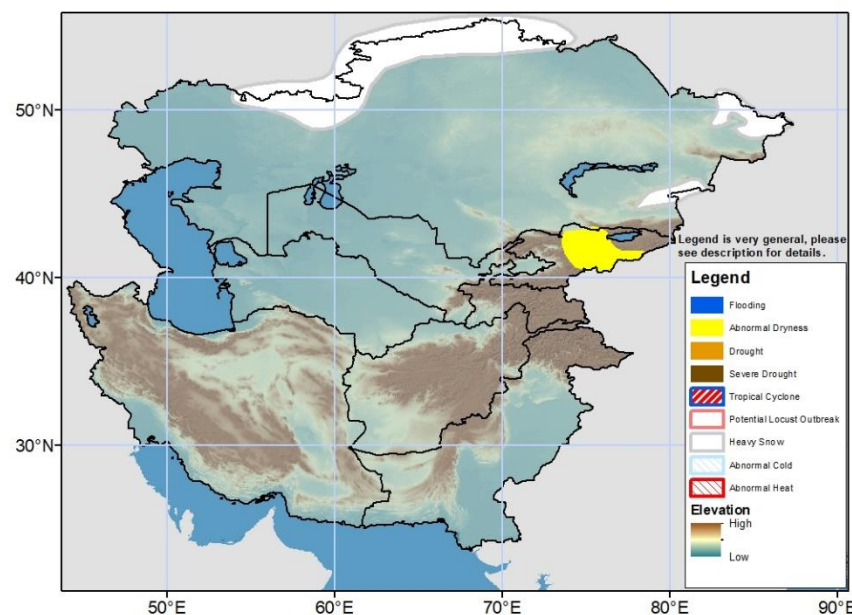 50°N
40°N
30°N
50°E
60°E
70°E
80°E
90°E
Legend is very general, please
see description for details.
Legend
Flooding
Abnormal Dryness
Drought
Severe Drought
Tropical Cyclone
Potential Locust Outbreak
Heavy Snow
Abnormal Cold
Abnormal Heat
Elevation
High
Low